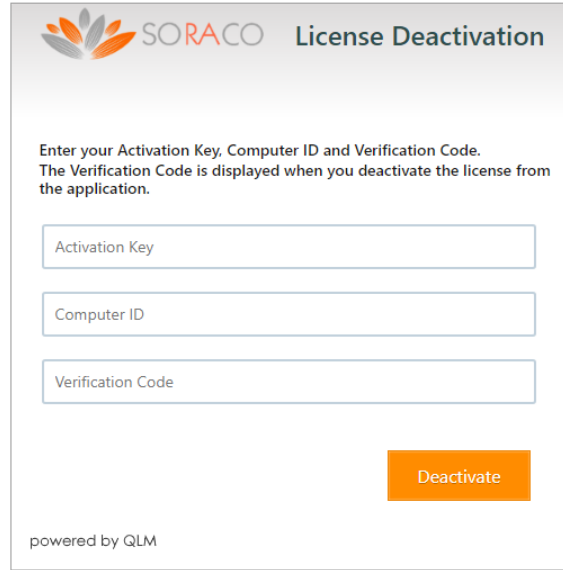 SORACO License Deactivation
Enter your Activation Key, Computer ID and Verification Code.
The Verification Code is displayed when you deactivate the license from
the application.
Activation Key
Computer ID
Verification Code
Deactivate
powered by QLM